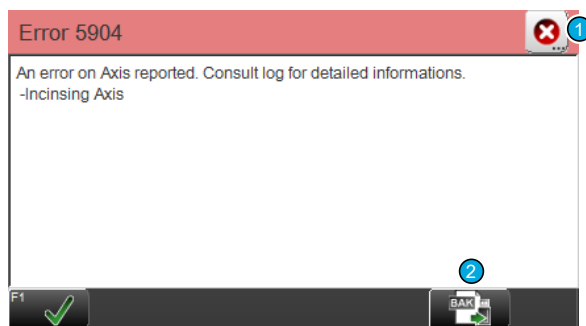 Error 5904
1
An error on Axis reported. Consult log for detailed informations.
-Incinsing Axis
2
F1
BAK